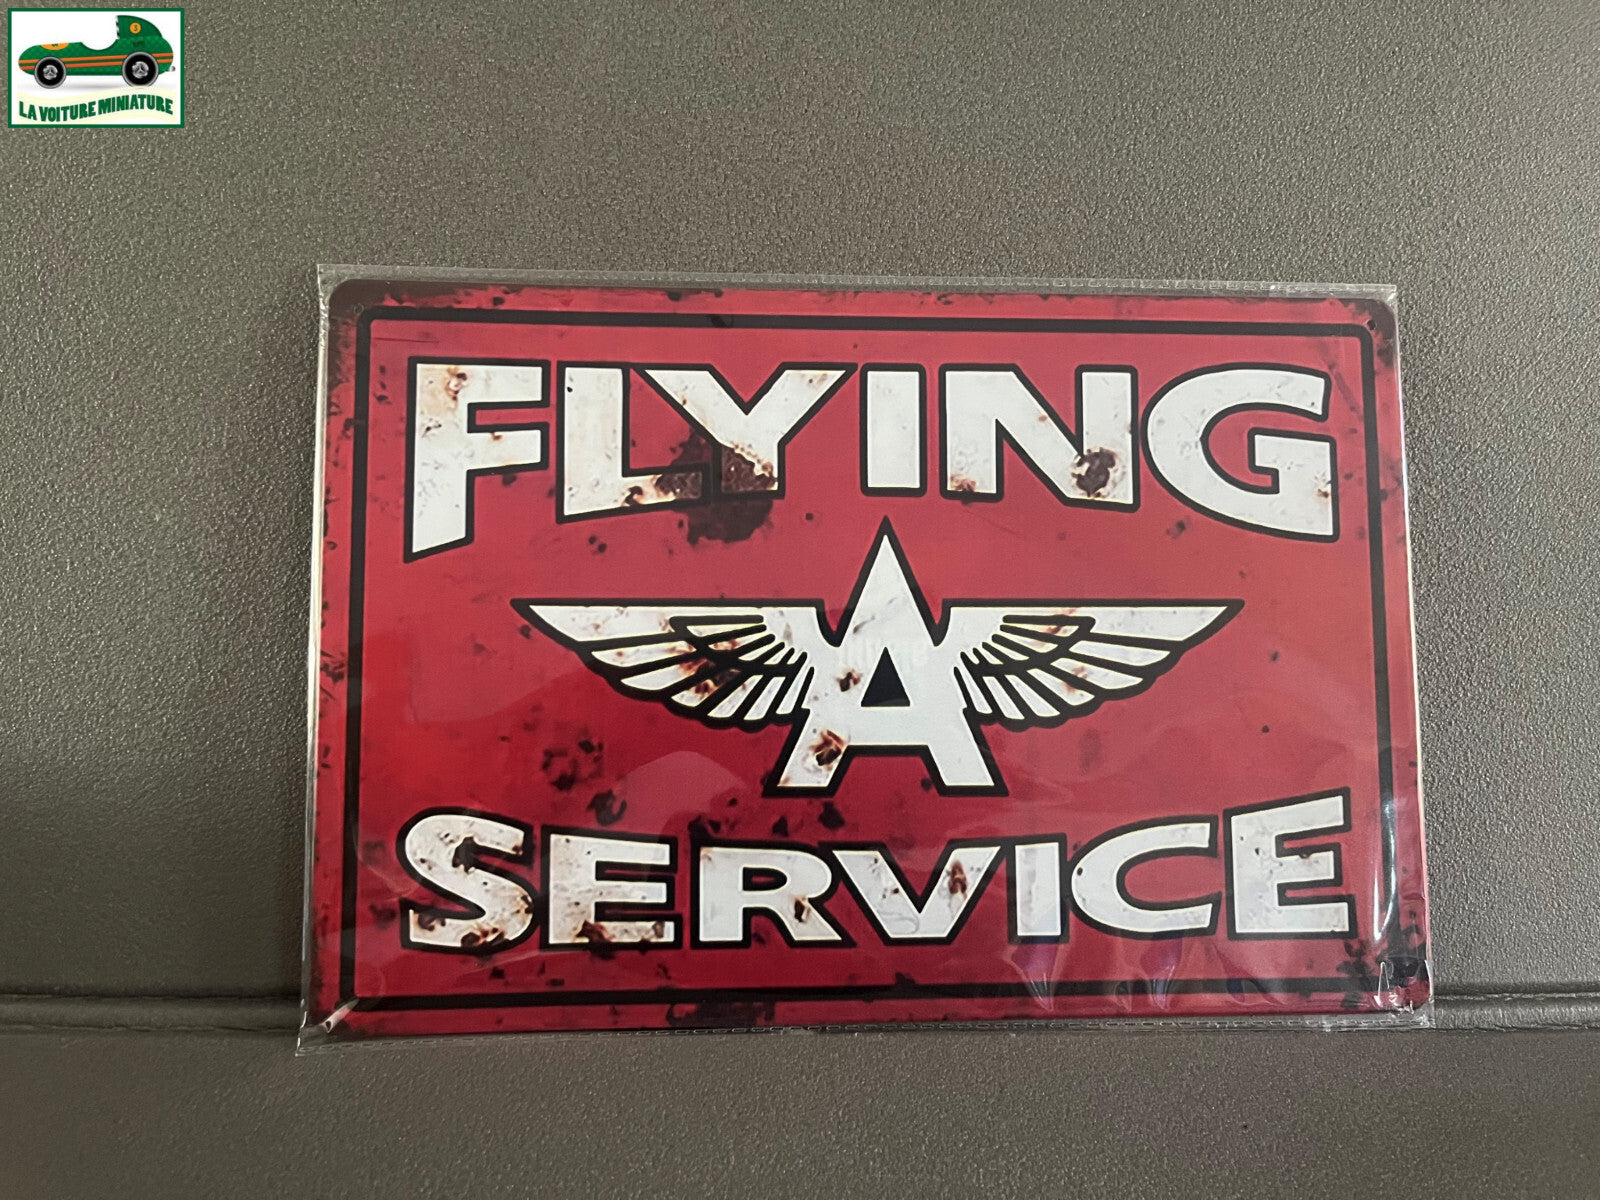 LA VOITURE MINIATURE
FLYING
A
SERVICE